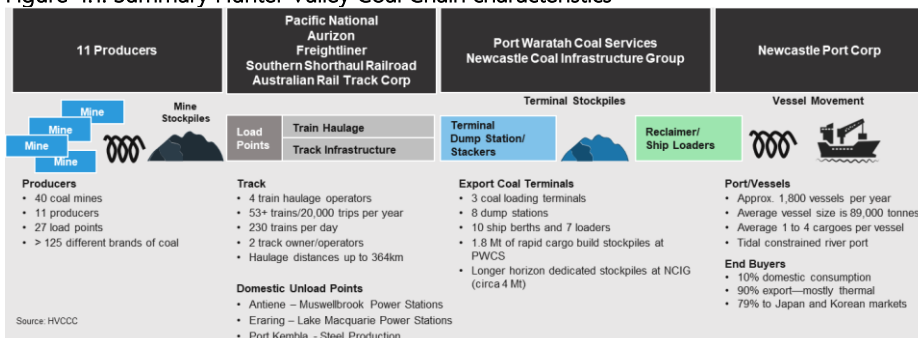 Figure 4.1: Summary Hunter Valley Coal Chain characteristics
11 Producers
Pacific National
Aurizon
Freightliner
Southern Shorthaul Railroad
Australian Rail Track Corp
Port Waratah Coal Services
Newcastle Coal Infrastructure Group
Newcastle Port Corp
Mine
Mine
Mine
Mine
Mine
Stockpiles
Load
Points
Train Haulage
Track Infrastructure
Terminal Stockpiles
Terminal
Dump Station/
Stackers
Reclaimer/
Ship Loaders
Vessel Movement
Producers
• 40 coal mines
• 11 producers
• 27 load points
• > 125 different brands of coal
Track
• 4 train haulage operators
• 53+ trains/20,000 trips per year
• 230 trains per day
• 2 track owner/operators
• Haulage distances up to 364km
Domestic Unload Points
• Antiene – Muswellbrook Power Stations
• Eraring – Lake Macquarie Power Stations
• Port Kembla - Steel Production
Export Coal Terminals
• 3 coal loading terminals
• 8 dump stations
• 10 ship berths and 7 loaders
• 1.8 Mt of rapid cargo build stockpiles at
PWCS
• Longer horizon dedicated stockpiles at NCIG
(circa 4 Mt)
Port/Vessels
• Approx. 1,800 vessels per year
• Average vessel size is 89,000 tonnes
• Average 1 to 4 cargoes per vessel
• Tidal constrained river port
End Buyers
• 10% domestic consumption
• 90% export—mostly thermal
• 79% to Japan and Korean markets
Source: HVCCC